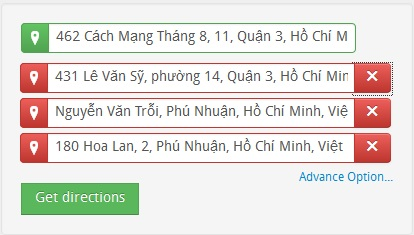 462 Cách Mạng Tháng 8, 11, Quận 3, Hồ Chí M
431 Lê Văn Sỹ, phường 14, Quận 3, Hồ Chí Min
Nguyễn Văn Trỗi, Phú Nhuận, Hồ Chí Minh, Việ
180 Hoa Lan, 2, Phú Nhuận, Hồ Chí Minh, Việt
Advance Option...
Get directions